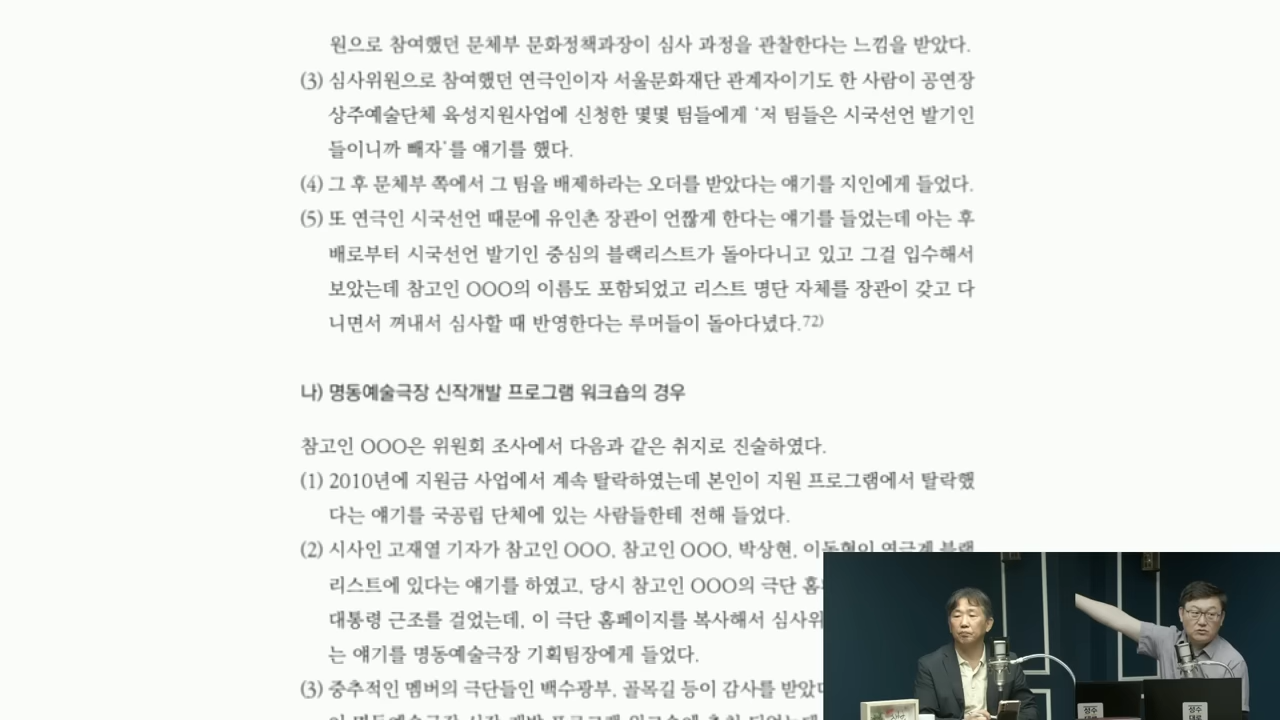 원으로 참여했던 문체부 문화정책과장이 심사 과정을 관찰한다는 느낌을 받았다.
(3) 심사위원으로 참여했던 연극인이자 서울문화재단 관계자이기도 한 사람이 공연장
상주예술단체 육성지원사업에 신청한 몇몇 팀들에게 '저 팀들은 시국선언 발기인
들이니까 빼자'를 얘기를 했다.
(4) 그 후 문체부 쪽에서 그 팀을 배제하라는 오더를 받았다는 얘기를 지인에게 들었다.
(5) 또 연극인 시국선언 때문에 유인촌 장관이 언짢게 한다는 얘기를 들었는데 아는 후
배로부터 시국선언 발기인 중심의 블랙리스트가 돌아다니고 있고 그걸 입수해서
보았는데 참고인 OOO의 이름도 포함되었고 리스트 명단 자체를 장관이 갖고 다
니면서 꺼내서 심사할 때 반영한다는 루머들이 돌아다녔다.72)
나) 명동예술극장 신작개발 프로그램 워크숍의 경우
참고인 OOO은 위원회 조사에서 다음과 같은 취지로 진술하였다.
(1) 2010년에 지원금 사업에서 계속 탈락하였는데 본인이 지원 프로그램에서 탈락했
다는 얘기를 국공립 단체에 있는 사람들한테 전해 들었다.
(2) 시사인 고재열 기자가 참고인 OOO, 참고인 OOO, 박상현,
리스트에 있다는 얘기를 하였고, 당시 참고인 OOO의 극단
대통령 근조를 걸었는데, 이 극단 홈페이지를 복사해서
는 얘기를 명동예술극장 기획팀장에게 들었다.
(3) 중추적인 멤버의 극단들인 백수광부, 골목길 등이 감사를